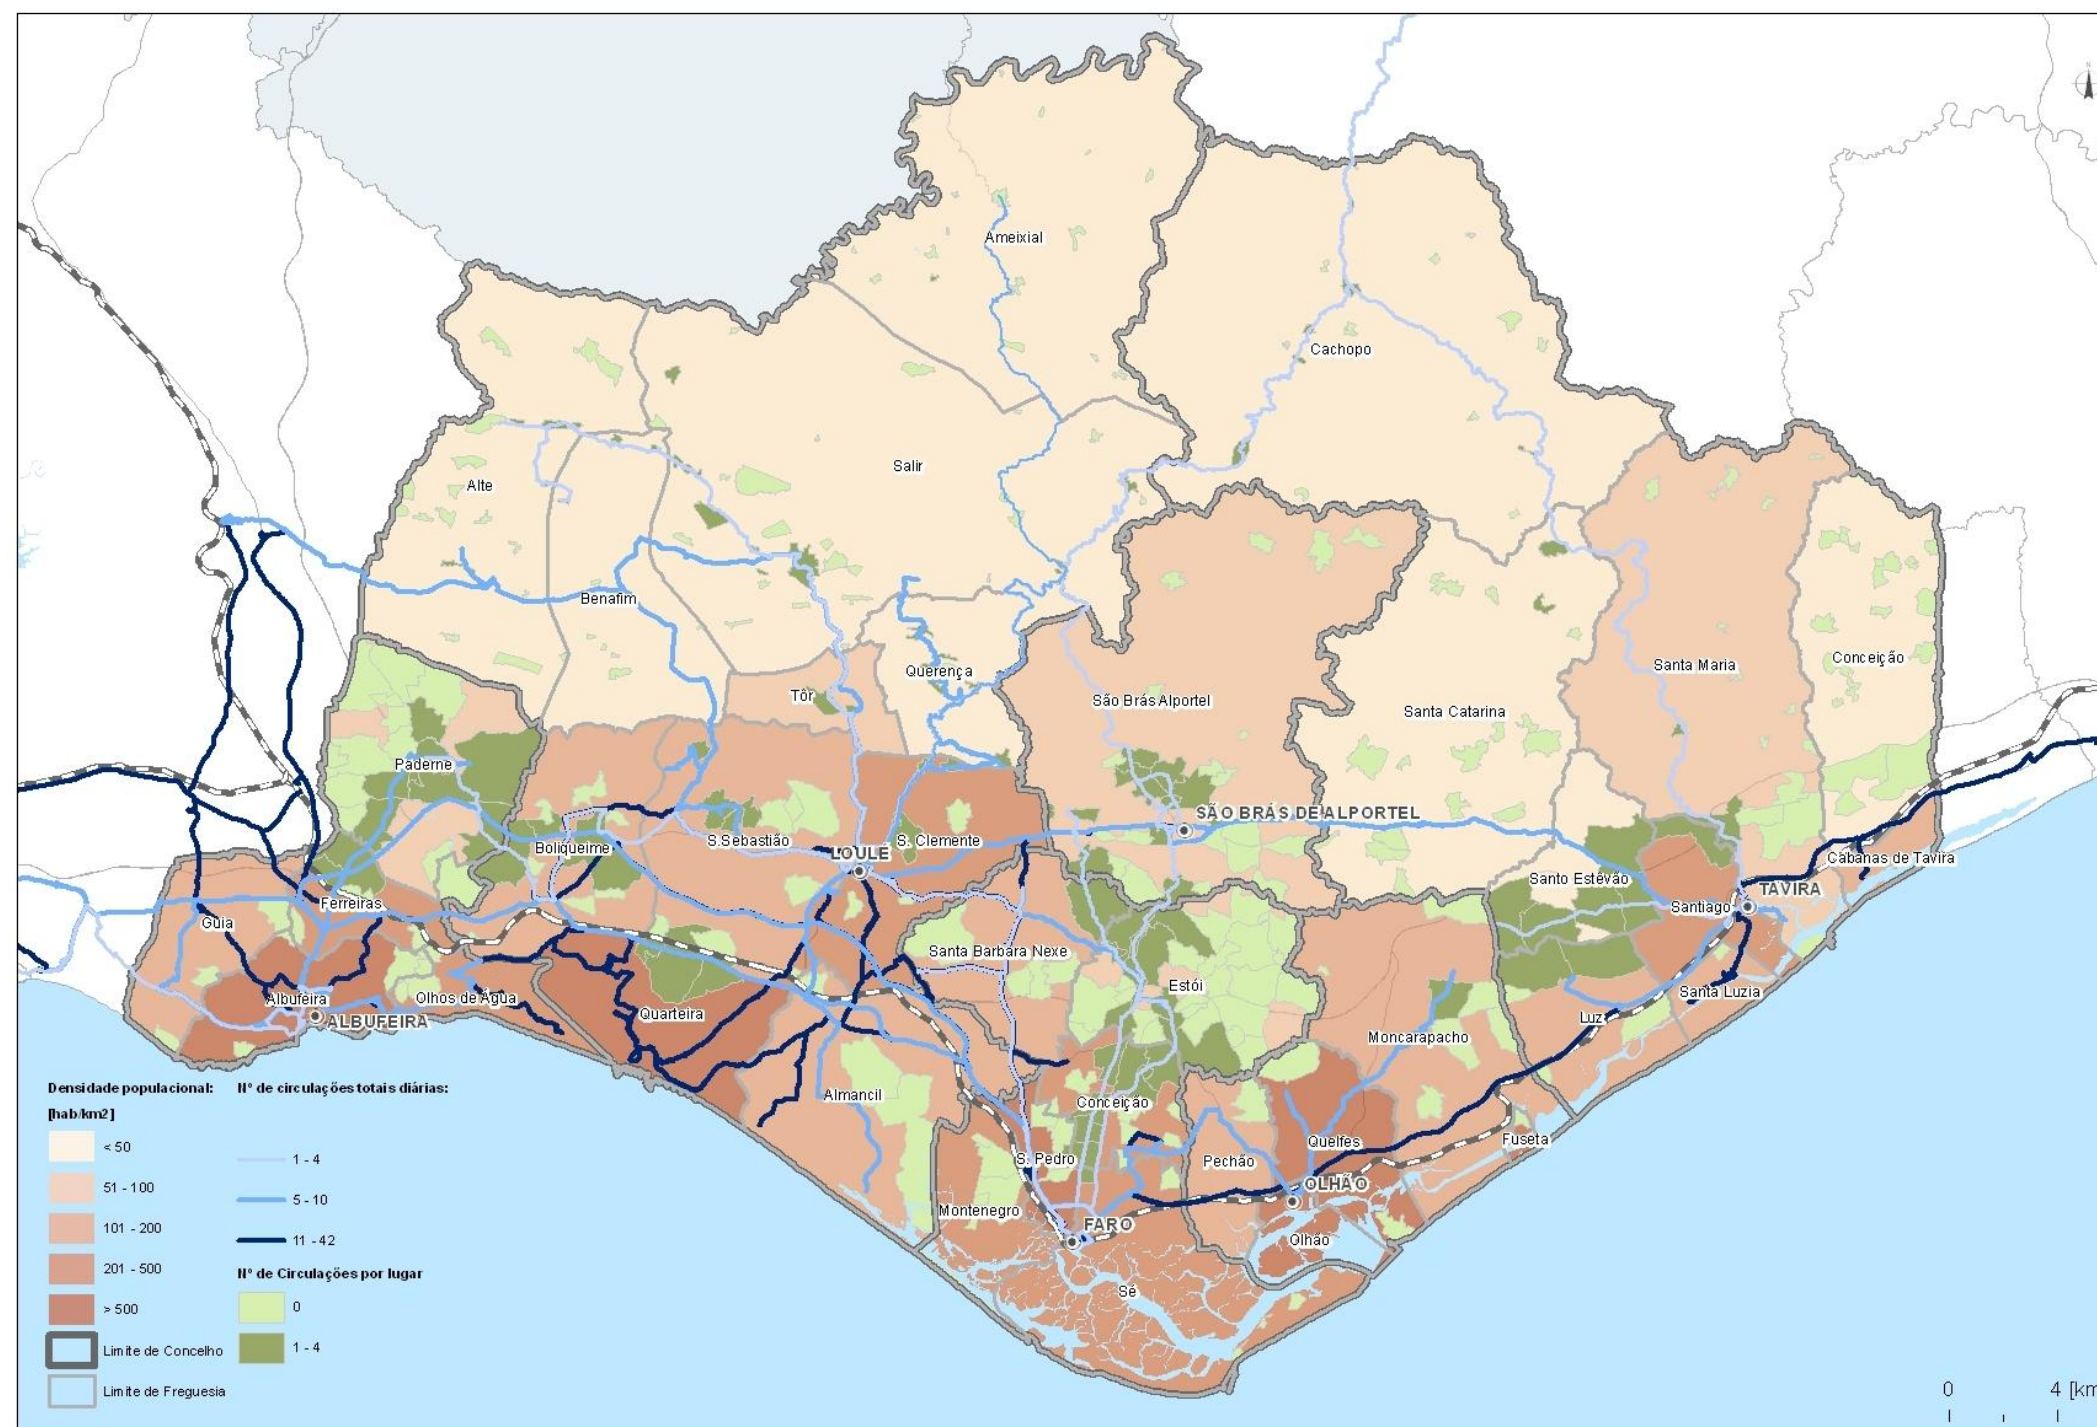 N
Ameixial
Cachopo
Salir
Alte
Benafim
Querença
Tôr
São Brás Alportel
Santa Catarina
Santa Maria
Conceição
Paderne
SÃO BRÁS DE ALPORTEL
Boliqueime
S.Sebastião
S. Clemente
LOULÉ
Santo Estêvão
Cabanas de Tavira
TAVIRA
Santiago
Ferreiras
Guia
Santa Barbara Nexe
Estói
Albufeira
ALBUFEIRA
Olhos de Água
Quarteira
Santa Luzia
Luz
Moncarapacho
Almancil
Conceição
Quelfes
Fuseta
S. Pedro
Pechão
OLHÃO
Montenegro
FARO
Olhão
Sé
Densidade populacional:
[hab/km2]
< 50
51 - 100
101 - 200
201 - 500
> 500
Limite de Concelho
Limite de Freguesia
Nº de circulações totais diárias:
1 - 4
5 - 10
11 - 42
Nº de Circulações por lugar
0
1 - 4
0 4 [km